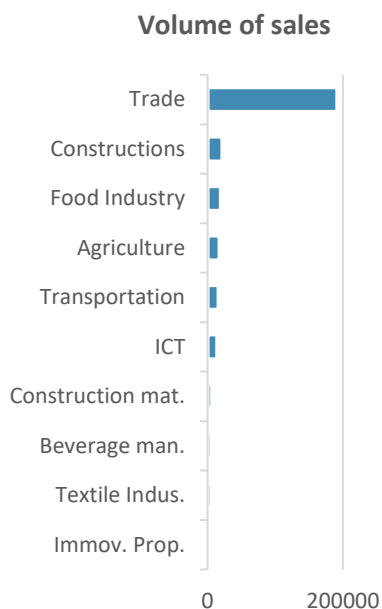 Volume of sales
Trade
Constructions
Food Industry
Agriculture
Transportation
ICT
Construction mat.
Beverage man.
Textile Indus.
Immov. Prop.
0 200000